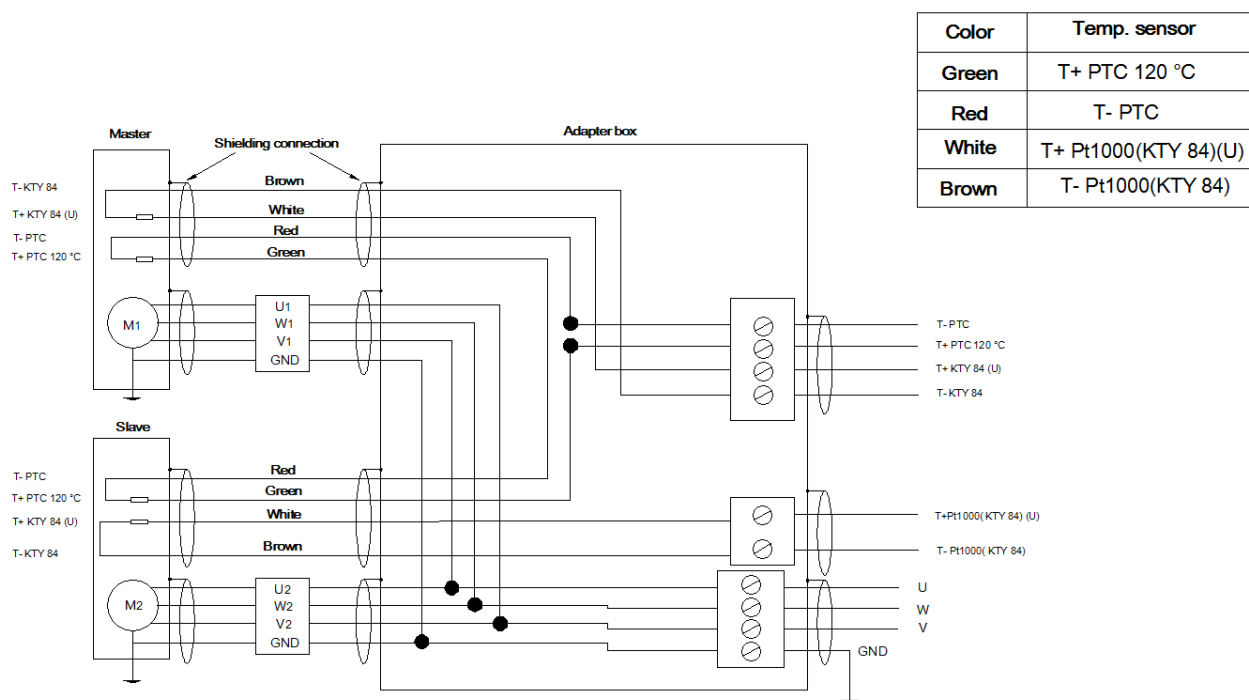 Color Temp. sensor
Green T+ PTC 120 °C
Red T- PTC
White T+ Pt1000(KTY 84)(U)
Brown T- Pt1000(KTY 84)
Master
Shielding connection
Adapter box
T- KTY 84
Brown
T+ KTY 84 (U)
White
T- PTC
Red
T+ PTC 120 °C
Green
M1
U1
W1
V1
GND
T- PTC
T+ PTC 120 °C
T+ KTY 84 (U)
T- KTY 84
Slave
T- PTC
Red
T+ PTC 120 °C
Green
T+ KTY 84 (U)
White
T- KTY 84
Brown
T+Pt1000( KTY 84) (U)
T- Pt1000( KTY 84)
M2
U2
W2
V2
GND
U
W
V
GND